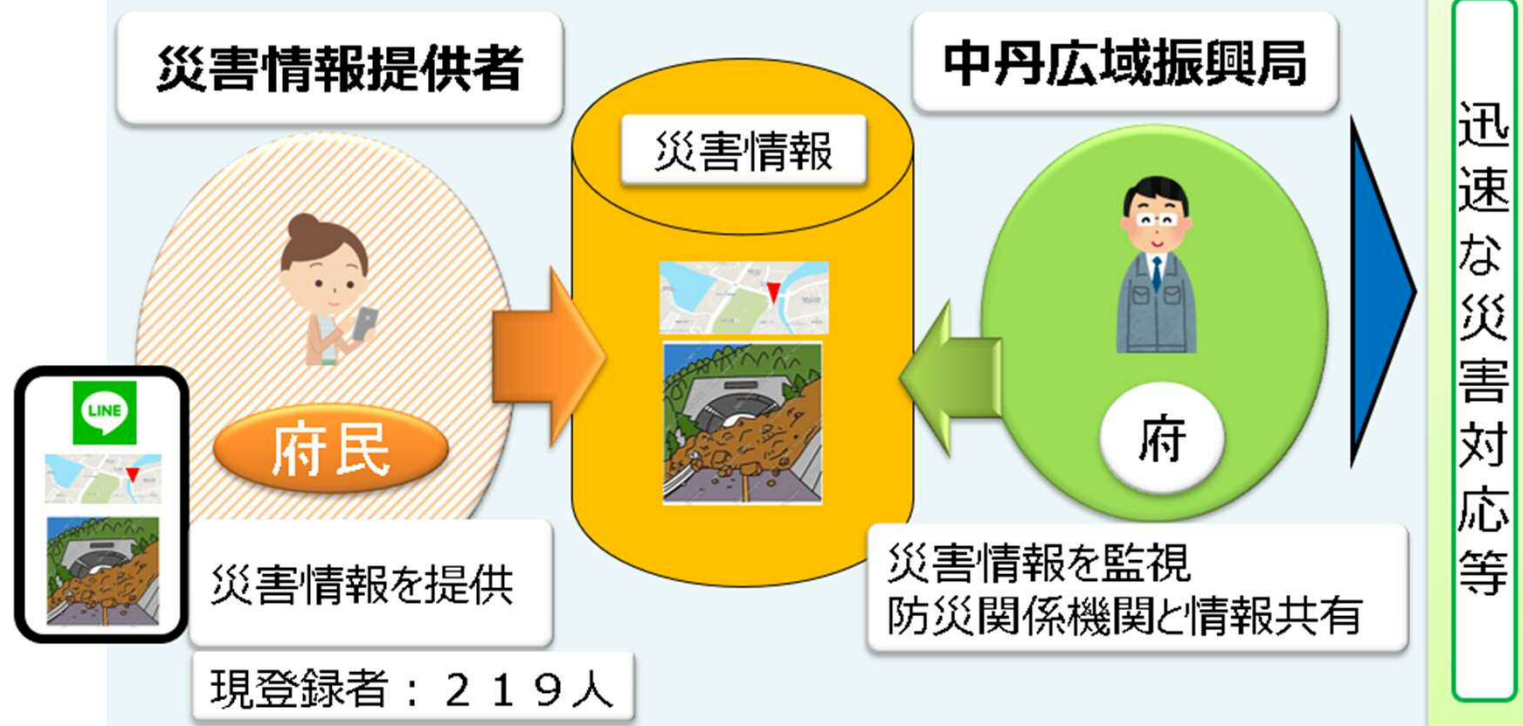 災害情報提供者
中丹広域振興局
災害情報
LINE
府民
府
災害情報を提供
現登録者：２１９人
災害情報を監視
防災関係機関と情報共有
迅速な災害対応等